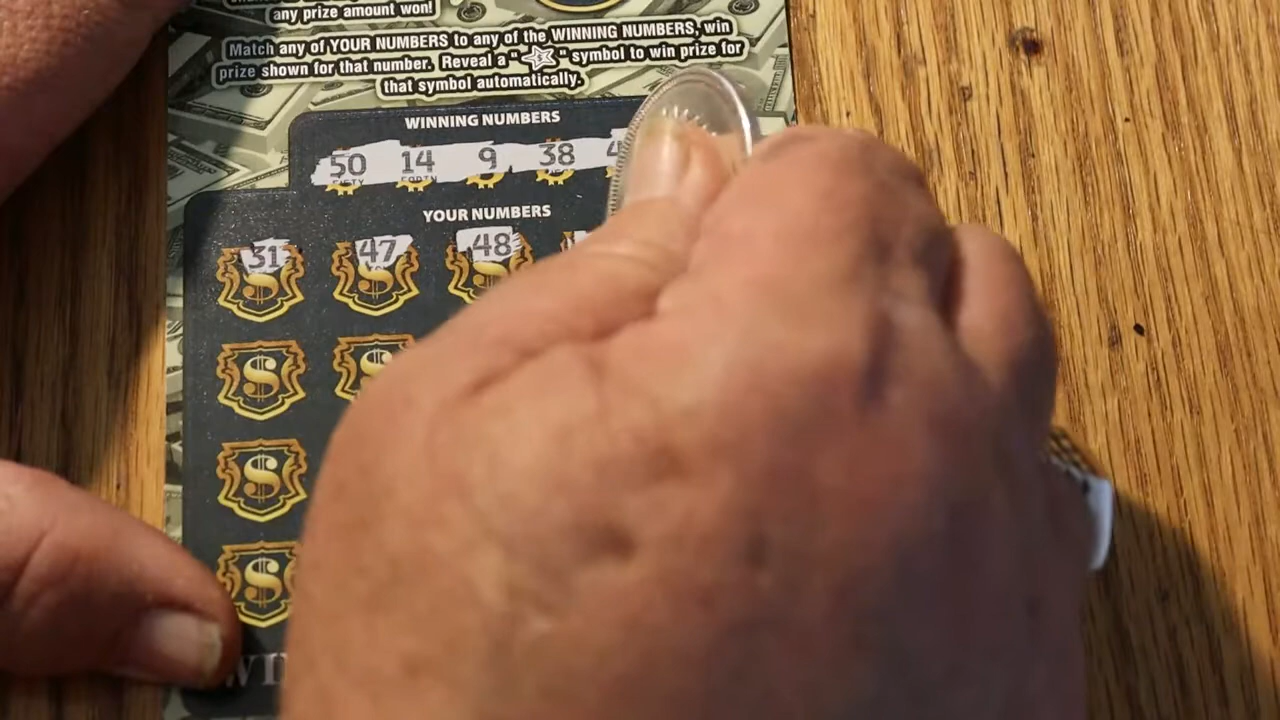 any prize amount won!
Match any of YOUR NUMBERS to any of the WINNING NUMBERS, win
prize shown for that number. Reveal a " " symbol to win prize for
that symbol automatically.
WINNING NUMBERS
50 14 9 38
YOUR NUMBERS
31 47 48